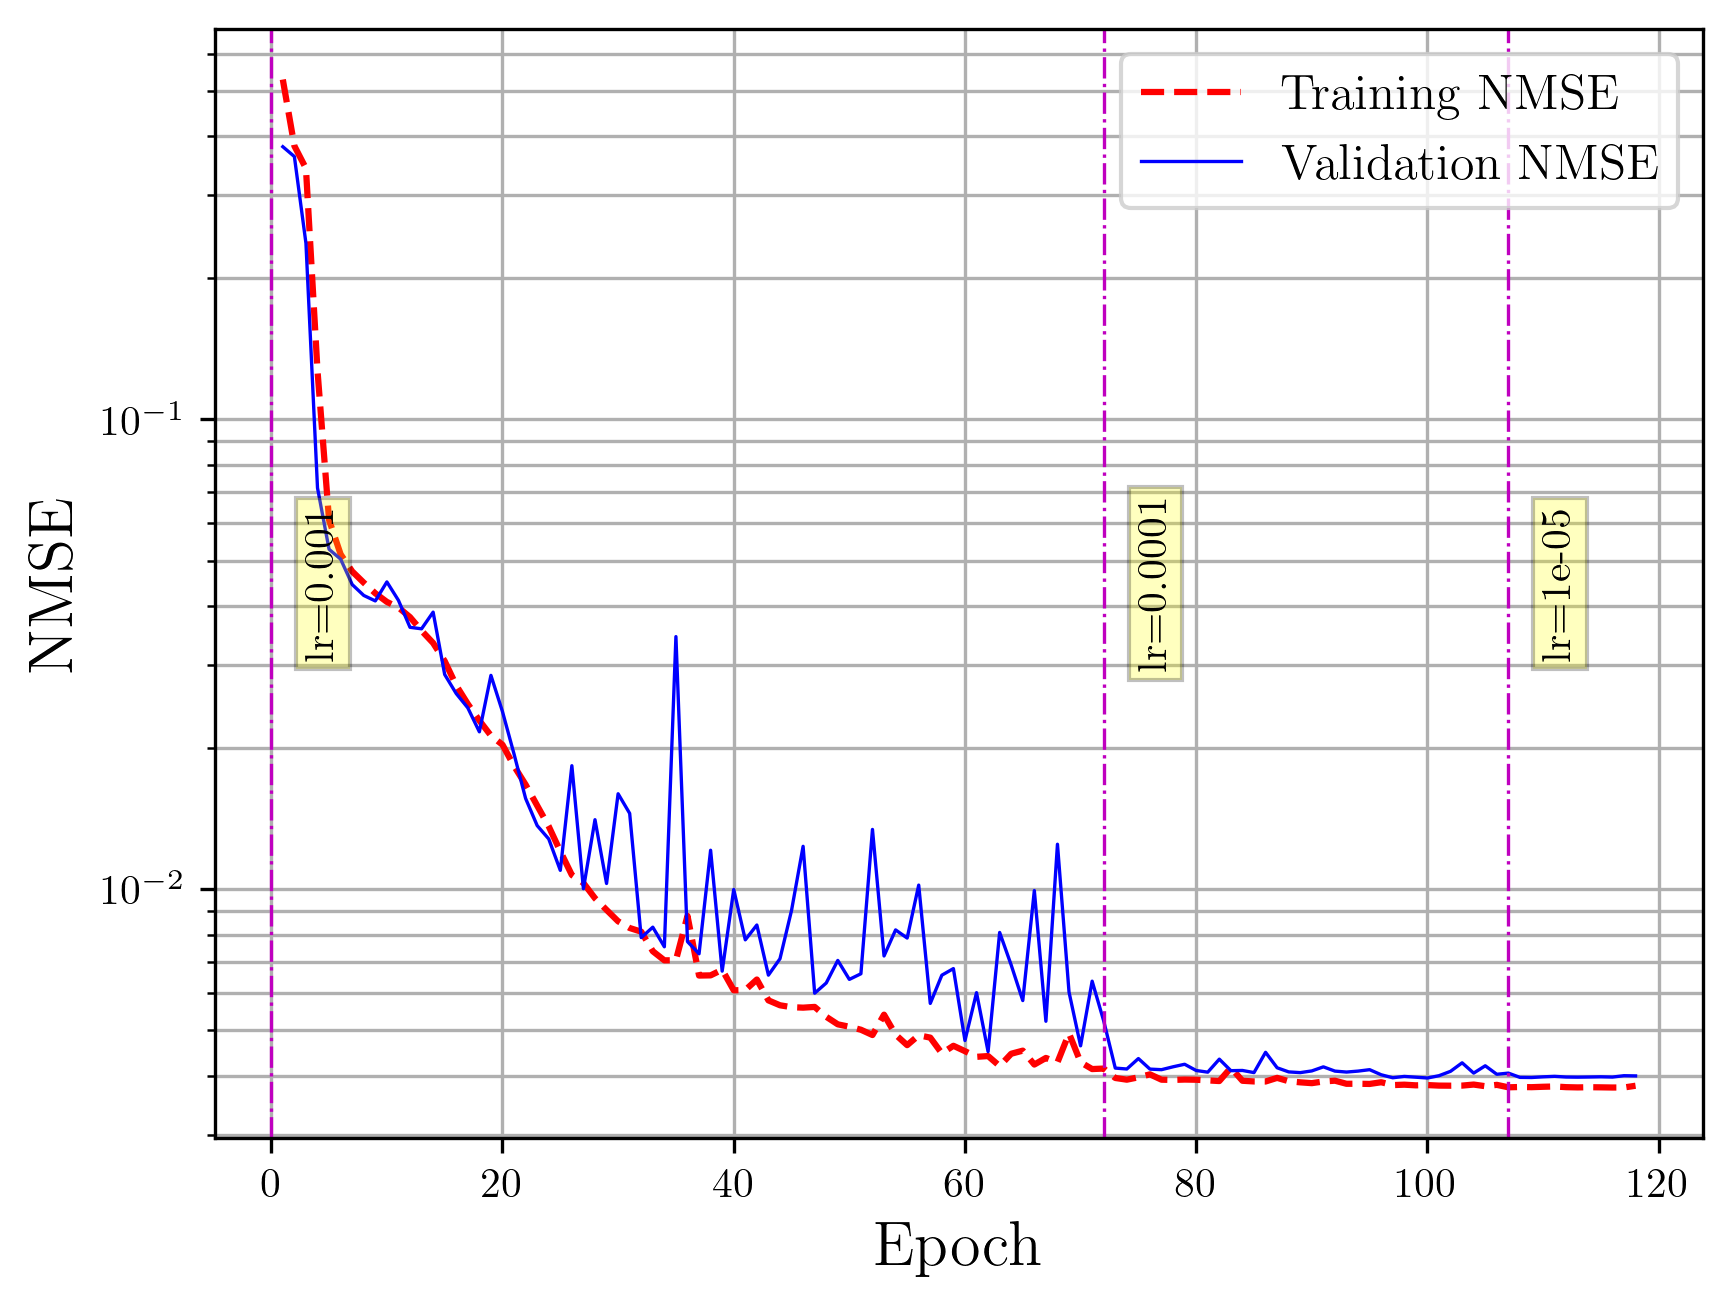 Training NMSE
Validation NMSE
10⁻¹
10⁻²
NMSE
lr=0.001
lr=0.0001
lr=1e-05
0 20 40 60 80 100 120
Epoch